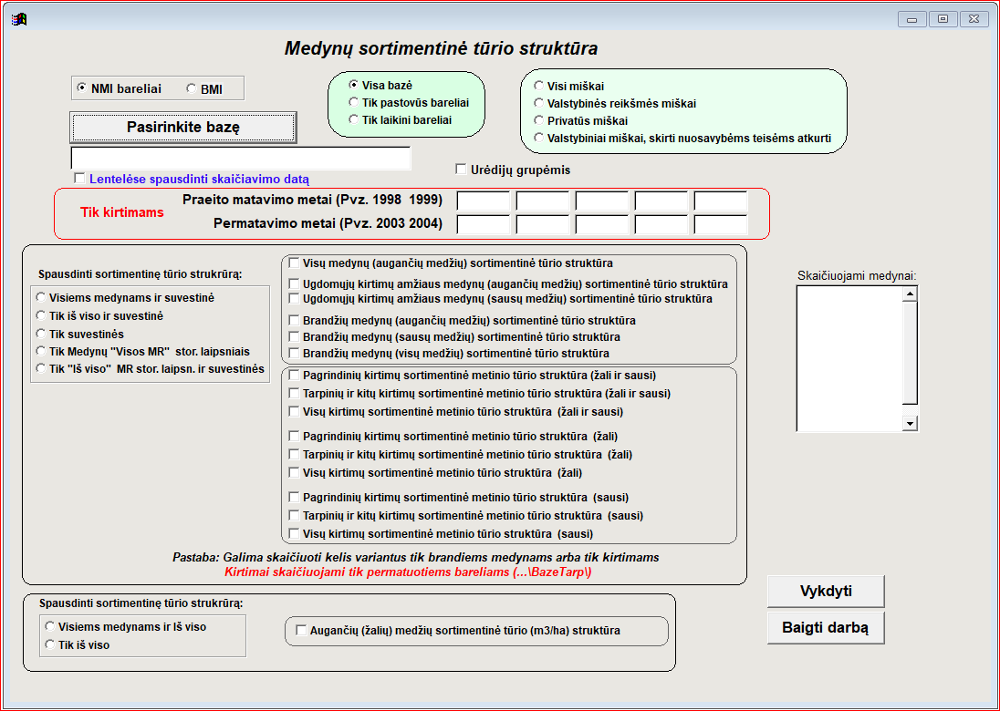 Medynų sortimentinė tūrio struktūra
NMI bareliai
BMI
Visa bazė
Tik pastovūs bareliai
Tik laikini bareliai
Visi miškai
Valstybinės reikšmės miškai
Privatūs miškai
Valstybiniai miškai, skirti nuosavybėms teisėms atkurti
Pasirinkite bazę
Lentelėse spausdinti skaičiavimo datą
Urėdijų grupėmis
Tik kirtimams
Praeito matavimo metai (Pvz. 1998 1999)
Permatavimo metai (Pvz. 2003 2004)
Spausdinti sortimentinę tūrio strukrūrą:
Visiems medynams ir suvestinė
Tik iš viso ir suvestinė
Tik suvestinės
Tik Medynų "Visos MR" stor. laipsniais
Tik "Iš viso" MR stor. laipsn. ir suvestinės
Visų medynų (augančių medžių) sortimentinė tūrio struktūra
Ugdomųjų kirtimų amžiaus medynų (augančių medžių) sortimentinė tūrio struktūra
Ugdomųjų kirtimų amžiaus medynų (sausų medžių) sortimentinė tūrio struktūra
Brandžių medynų (augančių medžių) sortimentinė tūrio struktūra
Brandžių medynų (sausų medžių) sortimentinė tūrio struktūra
Brandžių medynų (visų medžių) sortimentinė tūrio struktūra
Pagrindinių kirtimų sortimentinė metinio tūrio struktūra (žali ir sausi)
Tarpinių ir kitų kirtimų sortimentinė metinio tūrio struktūra (žali ir sausi)
Visų kirtimų sortimentinė metinio tūrio struktūra (žali ir sausi)
Pagrindinių kirtimų sortimentinė metinio tūrio struktūra (žali)
Tarpinių ir kitų kirtimų sortimentinė metinio tūrio struktūra (žali)
Visų kirtimų sortimentinė metinio tūrio struktūra (žali)
Pagrindinių kirtimų sortimentinė metinio tūrio struktūra (sausi)
Tarpinių ir kitų kirtimų sortimentinė metinio tūrio struktūra (sausi)
Visų kirtimų sortimentinė metinio tūrio struktūra (sausi)
Pastaba: Galima skaičiuoti kelis variantus tik brandiems medynams arba tik kirtimams
Kirtimai skaičiuojami tik permatuotiems bareliams (...\BazeTarp\)
Skaičiuojami medynai:
Vykdyti
Baigti darbą
Spausdinti sortimentinę tūrio strukrūrą:
Visiems medynams ir Iš viso
Tik iš viso
Augančių (žalių) medžių sortimentinė tūrio (m3/ha) struktūra